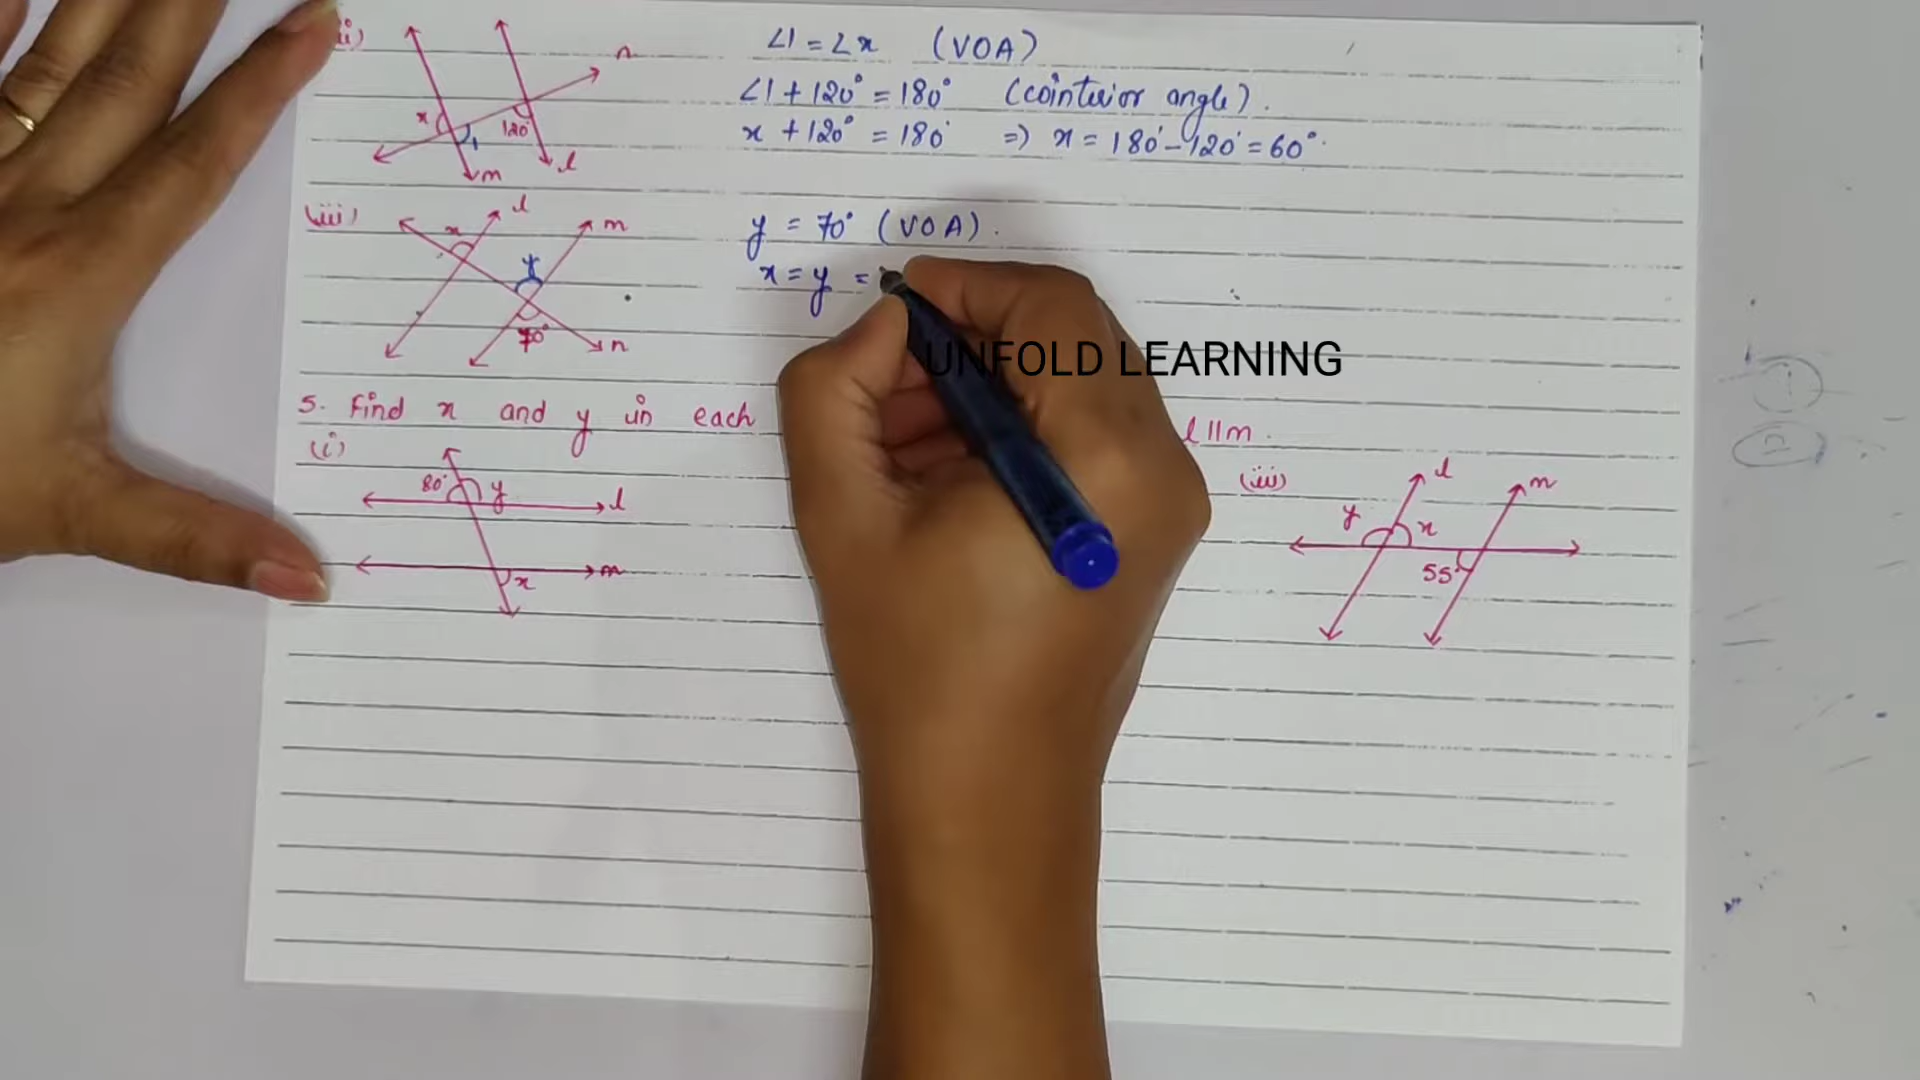 ii)
n
x
1
120°
m
l
∠1 = ∠x (VOA)
∠1 + 120° = 180° (cointerior angle).
x + 120° = 180° ⇒ x = 180° - 120° = 60°.
(iii)
l
m
x
y
70°
n
y = 70° (VOA).
x = y =
UNFOLD LEARNING
5. Find x and y in each
l || m.
(i)
80°
y
l
m
x
(iii)
l
m
y
x
55°